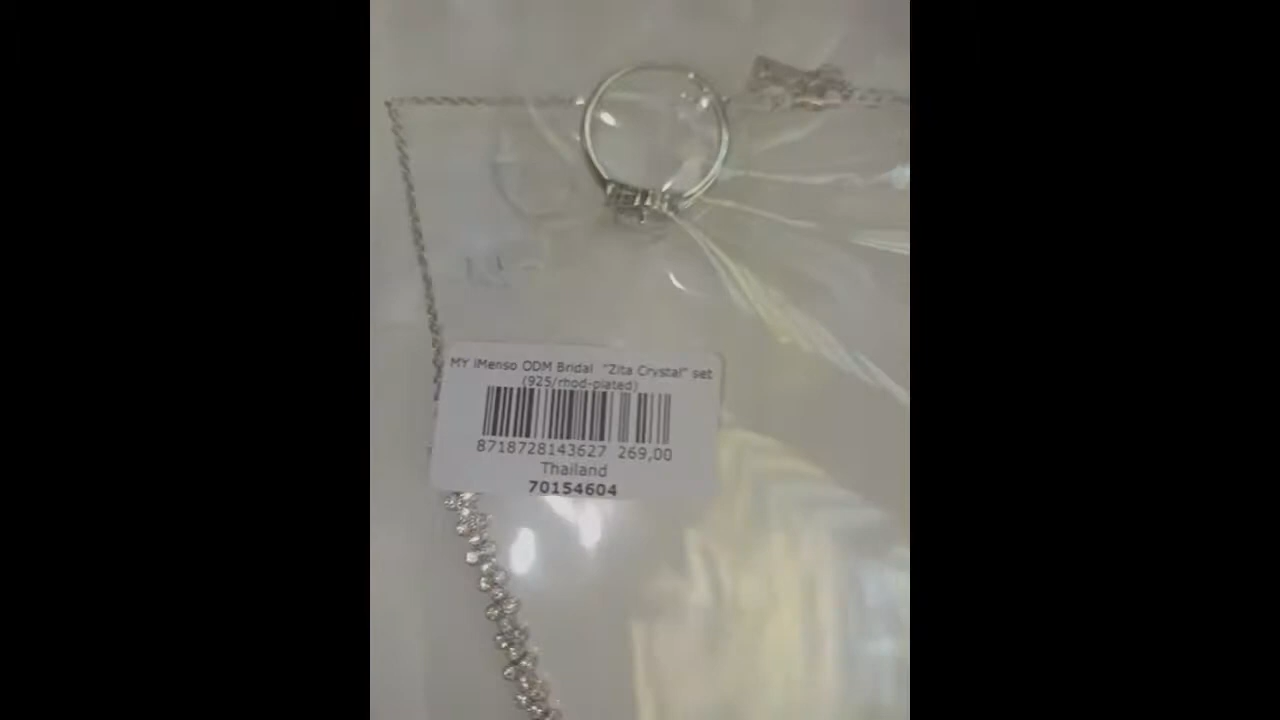 MY iMenso ODM Bridal "Zita Crystal" set
(925/rhod-plated)
8718728143627 269,00
Thailand
70154604